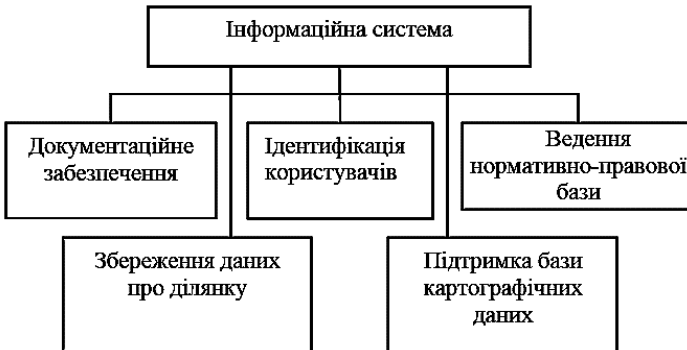 Інформаційна система
Документаційне
забезпечення
Ідентифікація
користувачів
Ведення
нормативно-правової
бази
Збереження даних
про ділянку
Підтримка бази
картографічних
даних